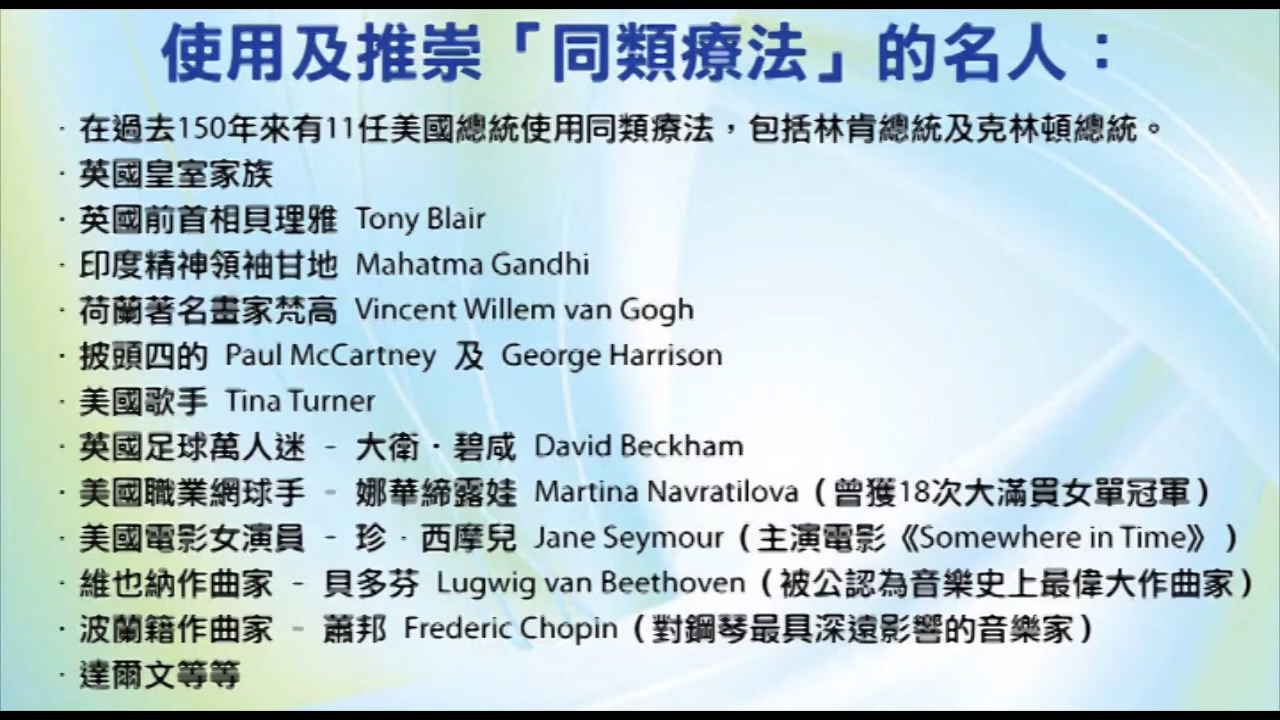 使用及推崇「同類療法」的名人：
· 在過去150年來有11任美國總統使用同類療法，包括林肯總統及克林頓總統。
· 英國皇室家族
· 英國前首相貝理雅 Tony Blair
· 印度精神領袖甘地 Mahatma Gandhi
· 荷蘭著名畫家梵高 Vincent Willem van Gogh
· 披頭四的 Paul McCartney 及 George Harrison
· 美國歌手 Tina Turner
· 英國足球萬人迷 - 大衛・碧咸 David Beckham
· 美國職業網球手 - 娜華締露娃 Martina Navratilova（曾獲18次大滿貫女單冠軍）
· 美國電影女演員 - 珍・西摩兒 Jane Seymour（主演電影《Somewhere in Time》）
· 維也納作曲家 - 貝多芬 Lugwig van Beethoven（被公認為音樂史上最偉大作曲家）
· 波蘭籍作曲家 - 蕭邦 Frederic Chopin（對鋼琴最具深遠影響的音樂家）
· 達爾文等等